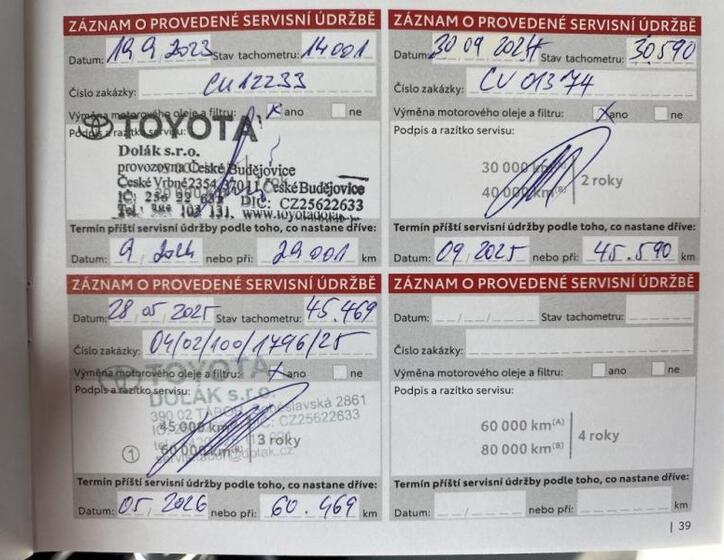 ZÁZNAM O PROVEDENÉ SERVISNÍ ÚDRŽBĚ
Datum: 19 9 2023 Stav tachometru: 14 001
Číslo zakázky: CU12233
Výměna motorového oleje a filtru: x ano ne
Podpis a razítko servisu:
TOYOTA
Dolák s.r.o.
provozovna České Budějovice
České Vrbné 2354, 370 11 České Budějovice
DIČ: CZ25622633
Termín příští servisní údržby podle toho, co nastane dříve:
Datum: 9 2024 nebo při: 29 001 km
ZÁZNAM O PROVEDENÉ SERVISNÍ ÚDRŽBĚ
Datum: 30 09 2024 Stav tachometru: 30.590
Číslo zakázky: CU 01374
Výměna motorového oleje a filtru: x ano ne
Podpis a razítko servisu:
30 000 km(A)
40 000 km(B) 2 roky
Termín příští servisní údržby podle toho, co nastane dříve:
Datum: 09. 2025 nebo při: 45.590 km
ZÁZNAM O PROVEDENÉ SERVISNÍ ÚDRŽBĚ
Datum: 28 05 2025 Stav tachometru: 45.469
Číslo zakázky: 04/02/100/1796/25
Výměna motorového oleje a filtru: x ano ne
Podpis a razítko servisu:
TOYOTA
DOLÁK s.r.o.
DIČ: CZ25622633
45 000 km
60 000 km(B) 3 roky
1
Termín příští servisní údržby podle toho, co nastane dříve:
Datum: 05. 2026 nebo při: 60.469 km
ZÁZNAM O PROVEDENÉ SERVISNÍ ÚDRŽBĚ
Datum: Stav tachometru:
Číslo zakázky:
Výměna motorového oleje a filtru: ano ne
Podpis a razítko servisu:
60 000 km(A)
80 000 km(B) 4 roky
Termín příští servisní údržby podle toho, co nastane dříve:
Datum: nebo při: km
| 39